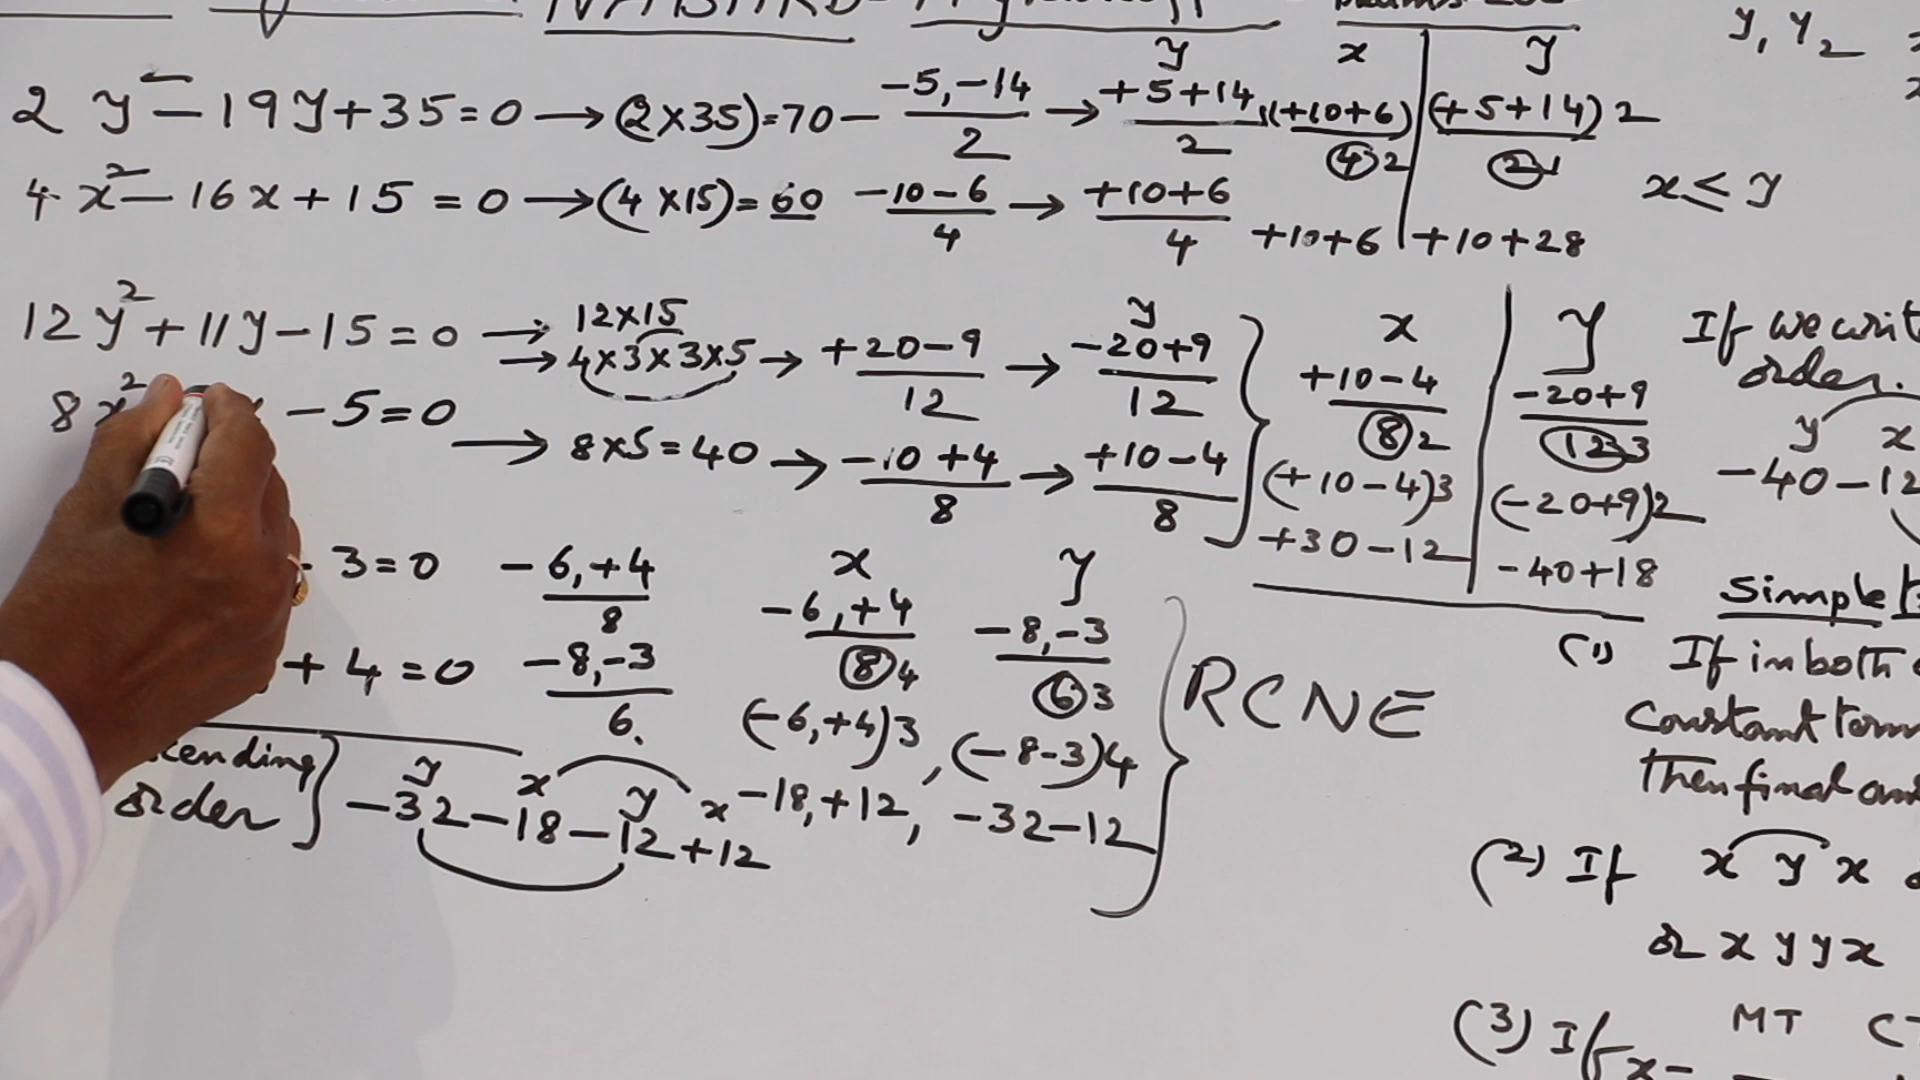 x y y, y₂
2y² - 19y + 35 = 0 → (2×35) = 70 - -5, -14 / 2 → y +5+14 / 2, (+10+6) / ④2 (+5+14) 2 / ②1
x ≤ y
4x² - 16x + 15 = 0 → (4×15) = 60 -10-6 / 4 → +10+6 / 4 +10+6 +10+28
12y² + 11y - 15 = 0 → 12×15
→ 4×3×3×5 → +20-9 / 12 → y -20+9 / 12
8x² - 5 = 0 → 8×5 = 40 → -10+4 / 8 → +10-4 / 8
x y
+10-4 / ⑧2 -20+9 / ⑫3
(+10-4)3 (-20+9)2
+30-12 -40+18
If we write
order.
y x
-40-12
3 = 0 -6, +4 / 8
+ 4 = 0 -8, -3 / 6.
x y
-6, +4 / ⑧4 -8, -3 / ⑥3
(-6, +4)3, (-8-3)4
-18, +12, -32-12
RCNE
order
y x y x
-32-18-12+12
Simple
(1) If in both
Constant term
then final
(2) If x y x
or x y y x
MT
(3) If x-